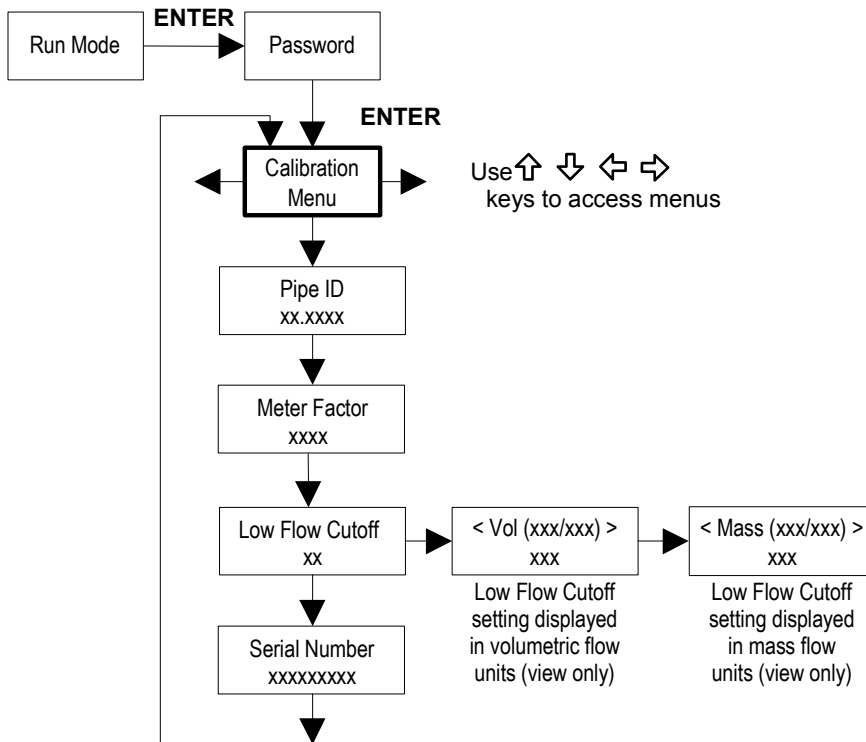 ENTER
Run Mode
Password
ENTER
Calibration
Menu
Use
keys to access menus
Pipe ID
xx.xxxx
Meter Factor
xxxx
Low Flow Cutoff
xx
< Vol (xxx/xxx) >
xxx
< Mass (xxx/xxx) >
xxx
Low Flow Cutoff
setting displayed
in volumetric flow
units (view only)
Low Flow Cutoff
setting displayed
in mass flow
units (view only)
Serial Number
xxxxxxxxx